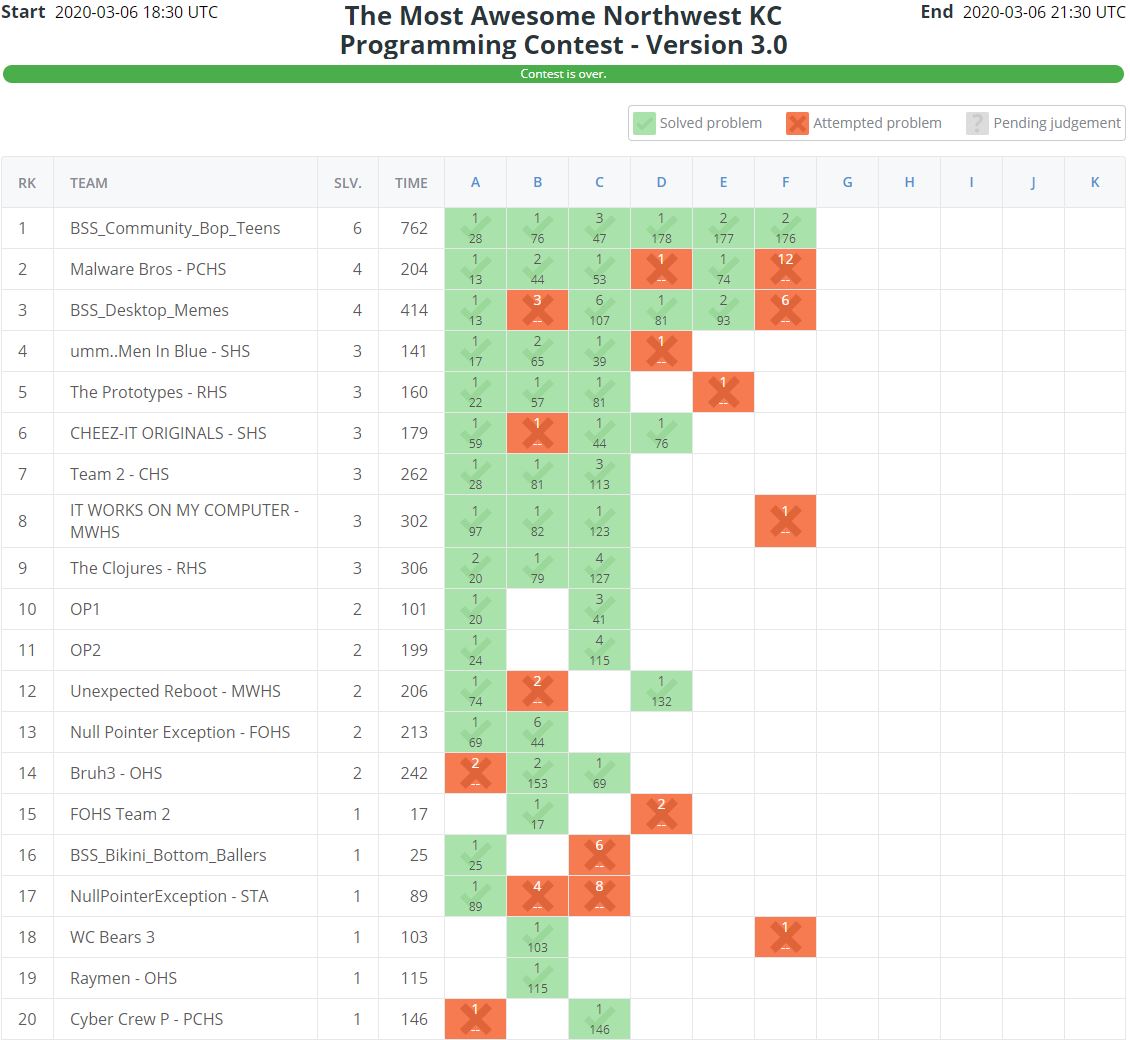 Start 2020-03-06 18:30 UTC
The Most Awesome Northwest KC
Programming Contest - Version 3.0
End 2020-03-06 21:30 UTC
Contest is over.
Solved problem Attempted problem ? Pending judgement
RK TEAM SLV. TIME A B C D E F G H I J K
1 BSS_Community_Bop_Teens 6 762 1 1 3 1 2 2
28 76 47 178 177 176
2 Malware Bros - PCHS 4 204 1 2 1 1 1 12
13 44 53 -- 74 --
3 BSS_Desktop_Memes 4 414 1 3 6 1 2 6
13 -- 107 81 93 --
4 umm..Men In Blue - SHS 3 141 1 2 1 1
17 65 39 --
5 The Prototypes - RHS 3 160 1 1 1 1
22 57 81 --
6 CHEEZ-IT ORIGINALS - SHS 3 179 1 1 1 1
59 -- 44 76
7 Team 2 - CHS 3 262 1 1 3
28 81 113
8 IT WORKS ON MY COMPUTER -
MWHS 3 302 1 1 1 1
97 82 123 --
9 The Clojures - RHS 3 306 2 1 4
20 79 127
10 OP1 2 101 1 3
20 41
11 OP2 2 199 1 4
24 115
12 Unexpected Reboot - MWHS 2 206 1 2 1
74 -- 132
13 Null Pointer Exception - FOHS 2 213 1 6
69 44
14 Bruh3 - OHS 2 242 2 2 1
-- 153 69
15 FOHS Team 2 1 17 1 2
17 --
16 BSS_Bikini_Bottom_Ballers 1 25 1 6
25 --
17 NullPointerException - STA 1 89 1 4 8
89 -- --
18 WC Bears 3 1 103 1 1
103 --
19 Raymen - OHS 1 115 1
115
20 Cyber Crew P - PCHS 1 146 1 1
-- 146